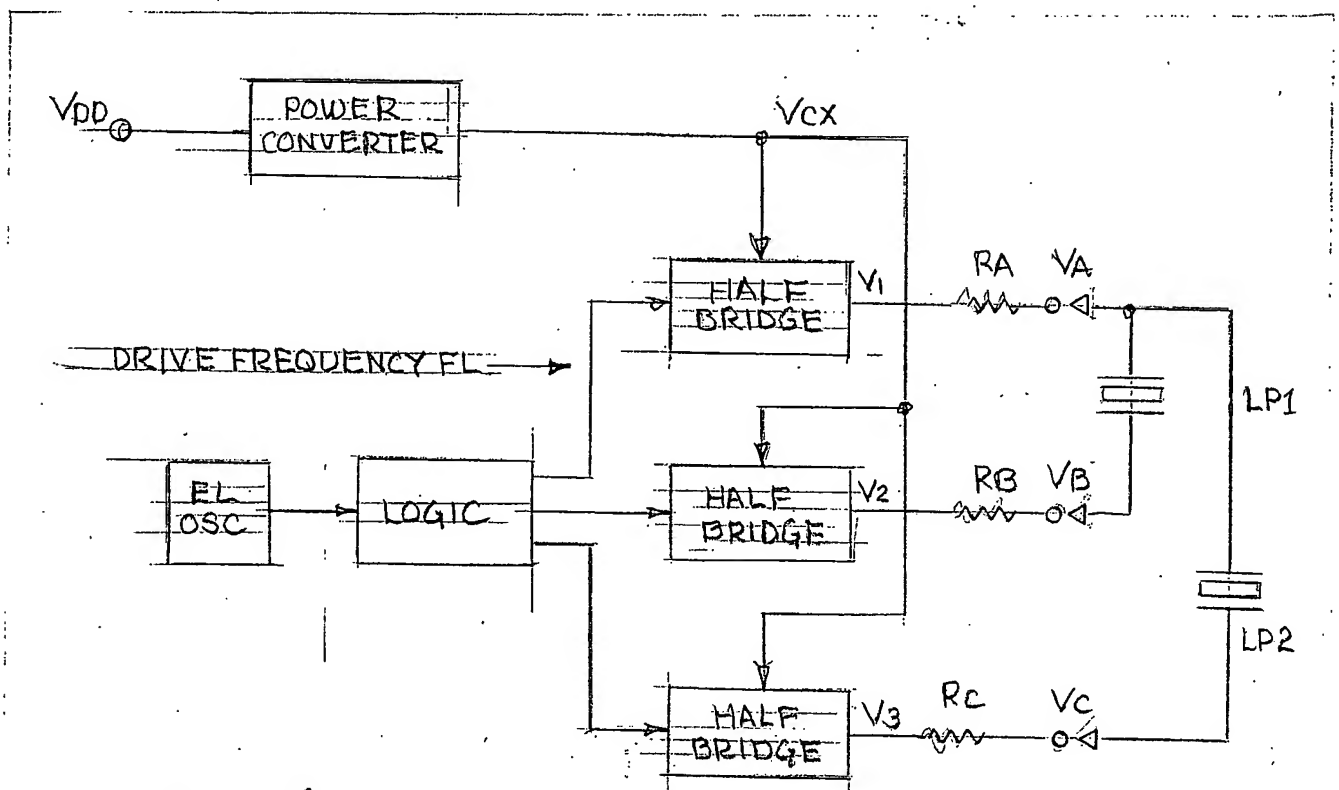 VDD
POWER
CONVERTER
VCX
HALF
BRIDGE
V1
RA
VA
DRIVE FREQUENCY FL
LP1
EL
OSC
LOGIC
HALF
BRIDGE
V2
RB
VB
LP2
HALF
BRIDGE
V3
RC
VC